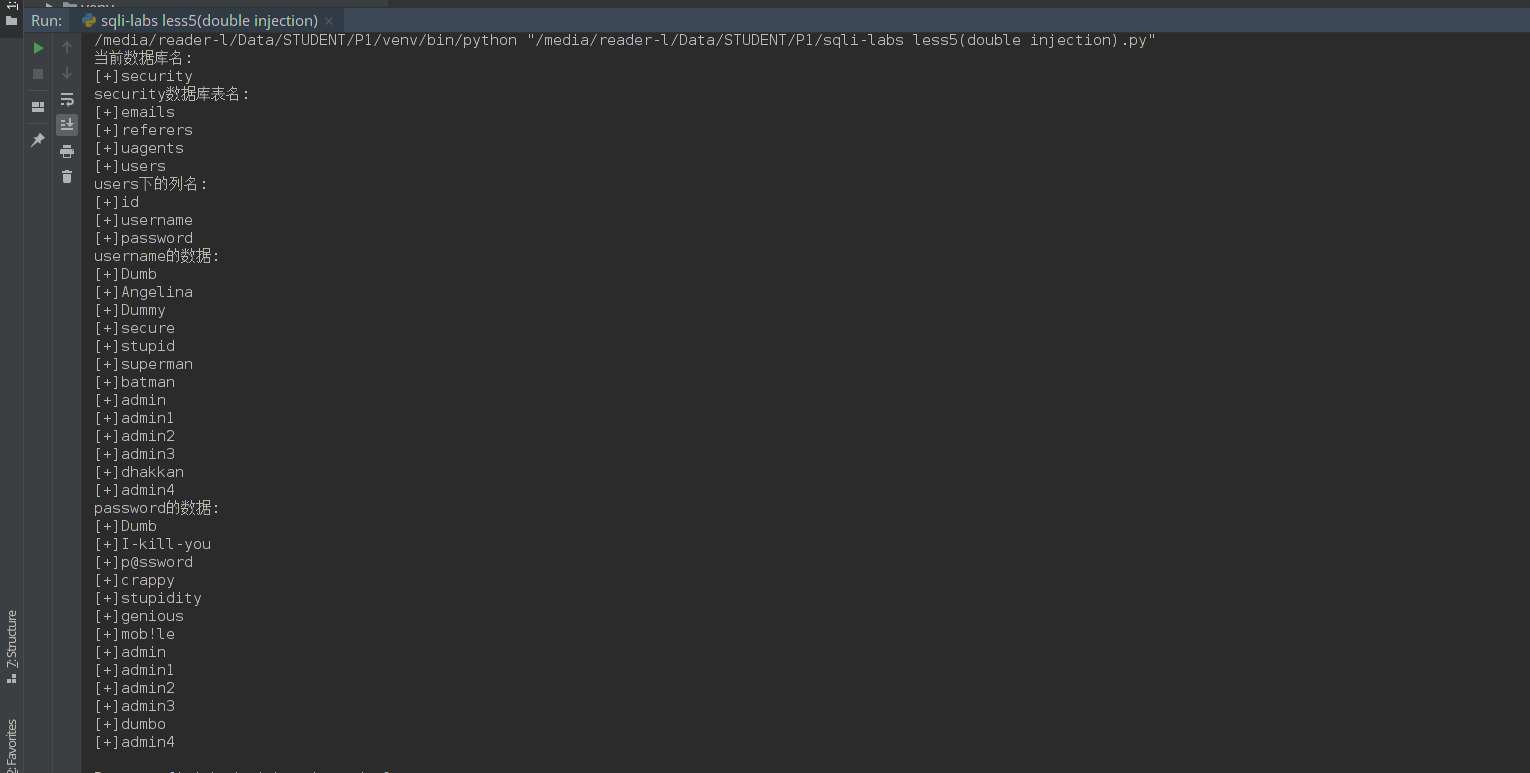 venv
1:
Run: sqli-labs less5(double injection) ×
/media/reader-l/Data/STUDENT/P1/venv/bin/python "/media/reader-l/Data/STUDENT/P1/sqli-labs less5(double injection).py"
当前数据库名:
[+]security
security数据库表名:
[+]emails
[+]referers
[+]uagents
[+]users
users下的列名:
[+]id
[+]username
[+]password
username的数据:
[+]Dumb
[+]Angelina
[+]Dummy
[+]secure
[+]stupid
[+]superman
[+]batman
[+]admin
[+]admin1
[+]admin2
[+]admin3
[+]dhakkan
[+]admin4
password的数据:
[+]Dumb
[+]I-kill-you
[+]p@ssword
[+]crappy
[+]stupidity
[+]genious
[+]mob!le
[+]admin
[+]admin1
[+]admin2
[+]admin3
[+]dumbo
[+]admin4
7: Structure
Favorites